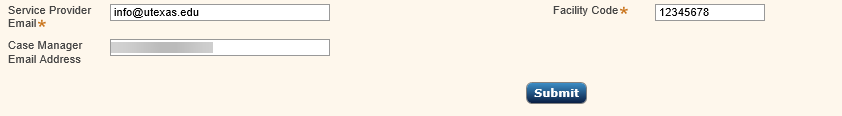 Service Provider Email* info@utexas.edu Facility Code* 12345678
Case Manager Email Address
Submit